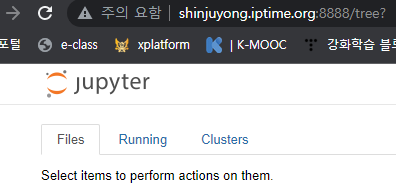 주의 요함 | shinjuyong.iptime.org:8888/tree?
포털 e-class xplatform | K-MOOC 강화학습 블로
jupyter
Files Running Clusters
Select items to perform actions on them.